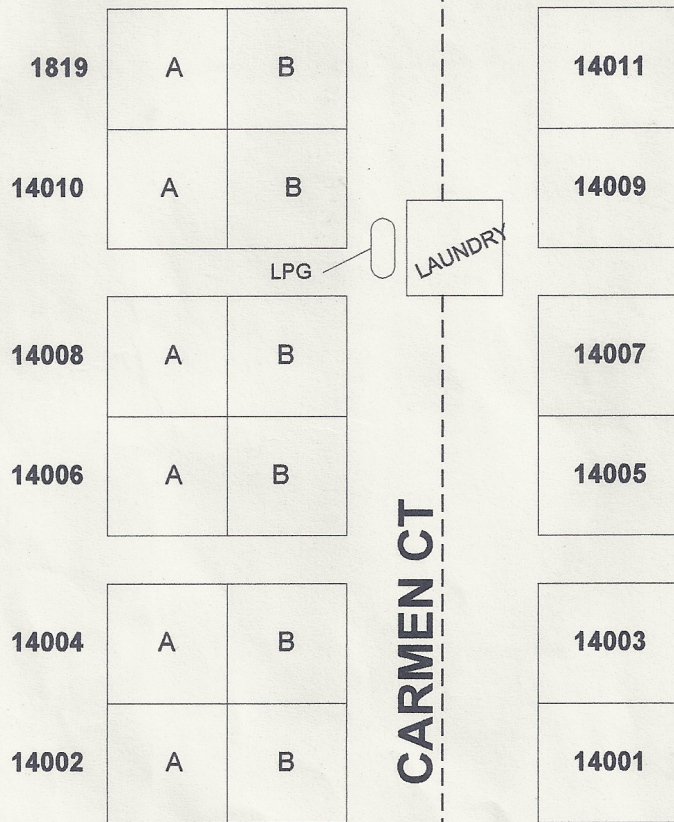 1819 A B 14011
14010 A B 14009
LPG LAUNDRY
14008 A B 14007
14006 A B 14005
CARMEN CT
14004 A B 14003
14002 A B 14001